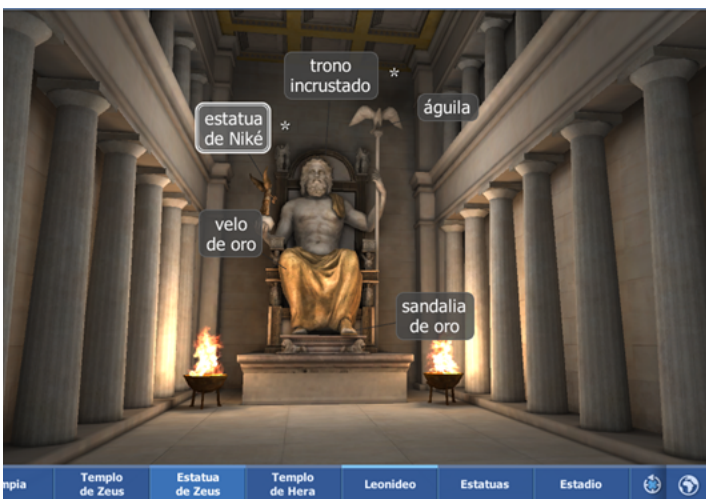 trono
incrustado
*
águila
estatua
de Niké
*
velo
de oro
sandalia
de oro
mpia
Templo
de Zeus
Estatua
de Zeus
Templo
de Hera
Leonideo
Estatuas
Estadio